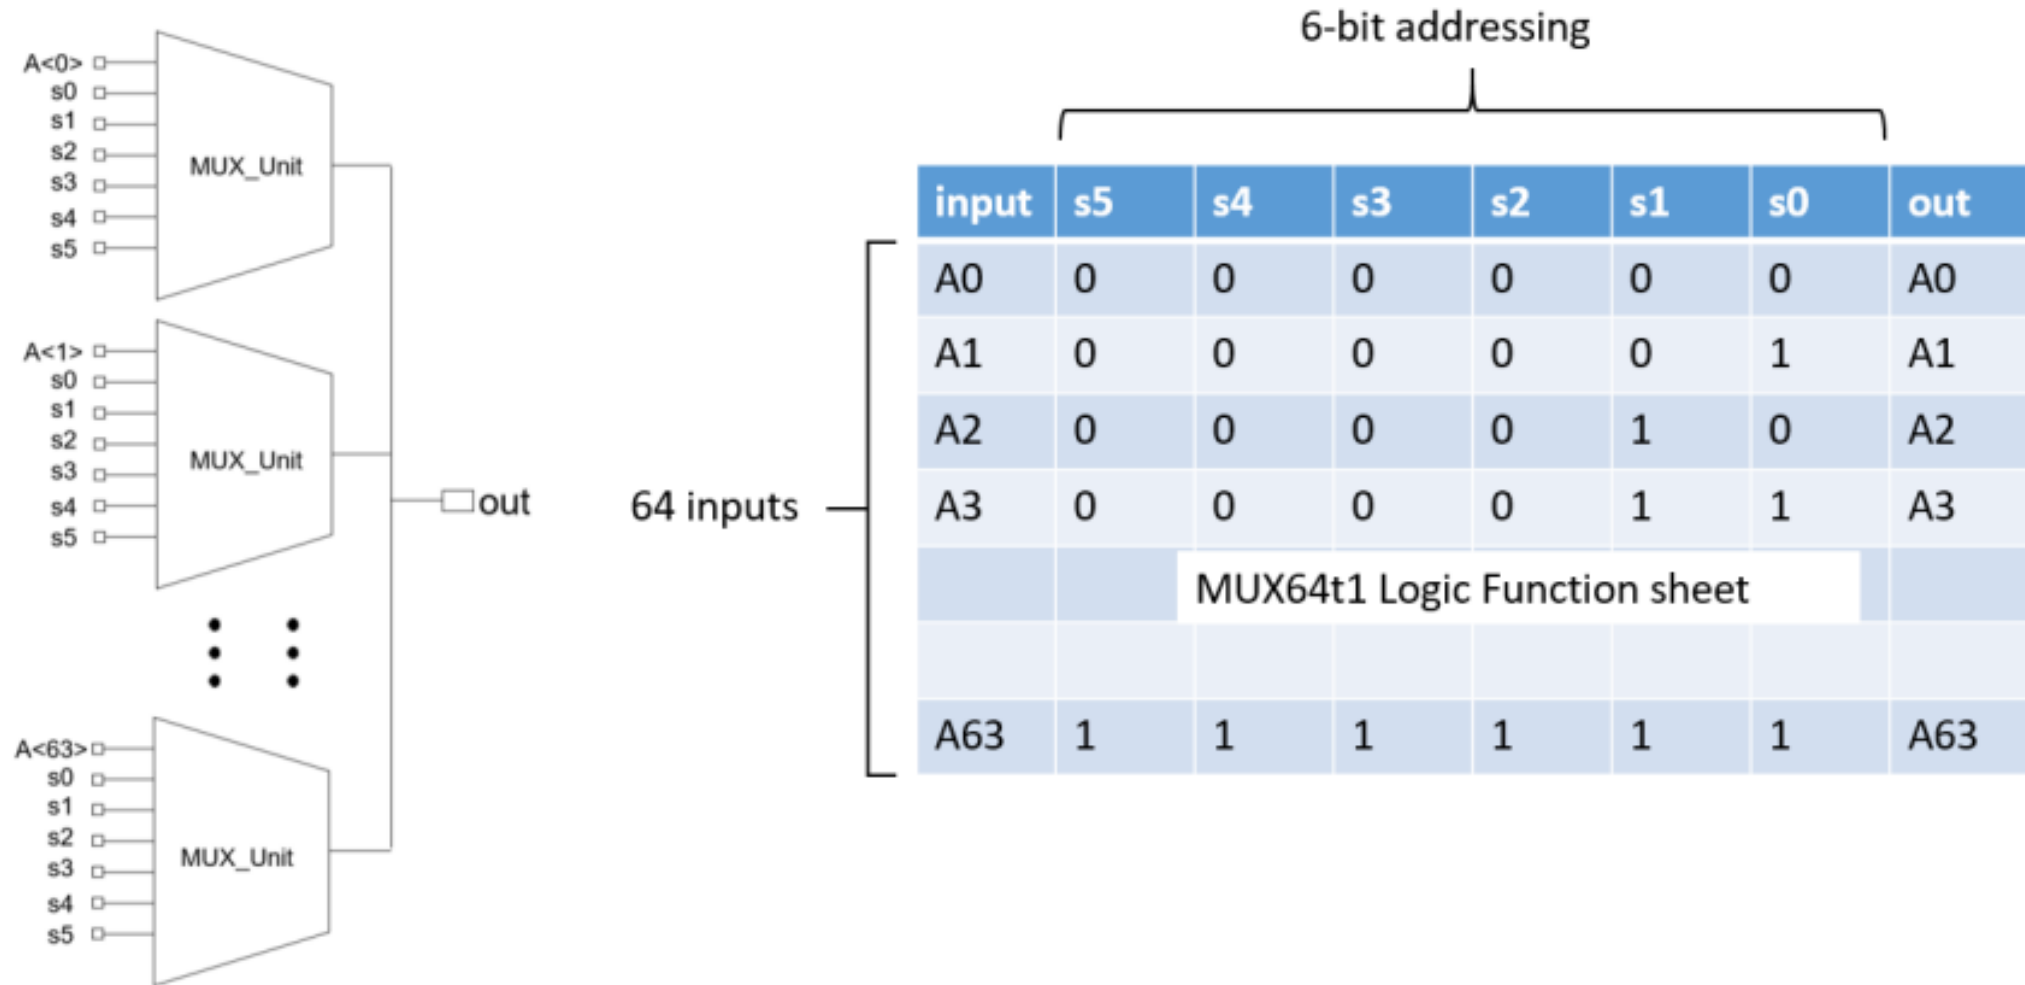 A<0>
s0
s1
s2
s3
s4
s5
MUX_Unit
A<1>
s0
s1
s2
s3
s4
s5
MUX_Unit
out
A<63>
s0
s1
s2
s3
s4
s5
MUX_Unit
6-bit addressing
64 inputs
input s5 s4 s3 s2 s1 s0 out
A0 0 0 0 0 0 0 A0
A1 0 0 0 0 0 1 A1
A2 0 0 0 0 1 0 A2
A3 0 0 0 0 1 1 A3
MUX64t1 Logic Function sheet
A63 1 1 1 1 1 1 A63